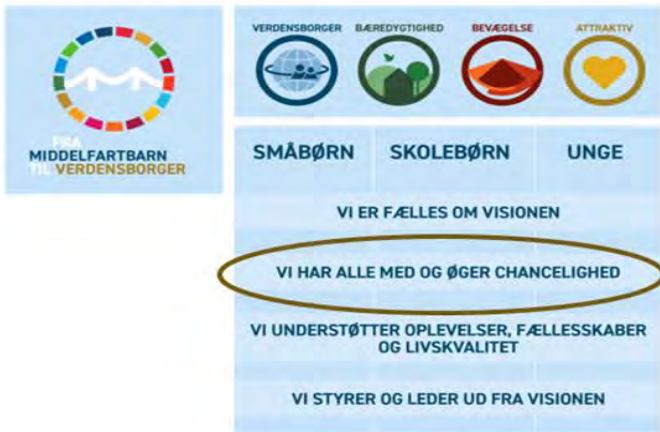 FRA
MIDDELFARTBARN
TIL VERDENSBORGER
VERDENSBORGER BÆREDYGTIGHED BEVÆGELSE ATTRAKTIV
SMÅBØRN SKOLEBØRN UNGE
VI ER FÆLLES OM VISIONEN
VI HAR ALLE MED OG ØGER CHANCELIGHED
VI UNDERSTØTTER OPLEVELSER, FÆLLESSKABER
OG LIVSKVALITET
VI STYRER OG LEDER UD FRA VISIONEN